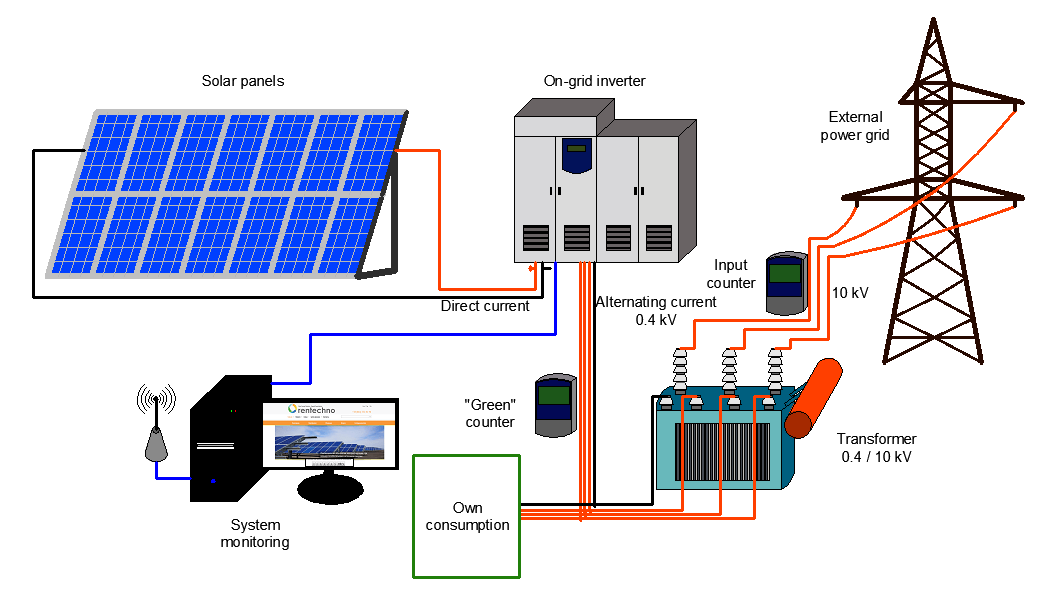 Solar panels
On-grid inverter
External
power grid
Input
counter
10 kV
Direct current
Alternating current
0.4 kV
"Green"
counter
rentechno
Transformer
0.4 / 10 kV
Own
consumption
System
monitoring